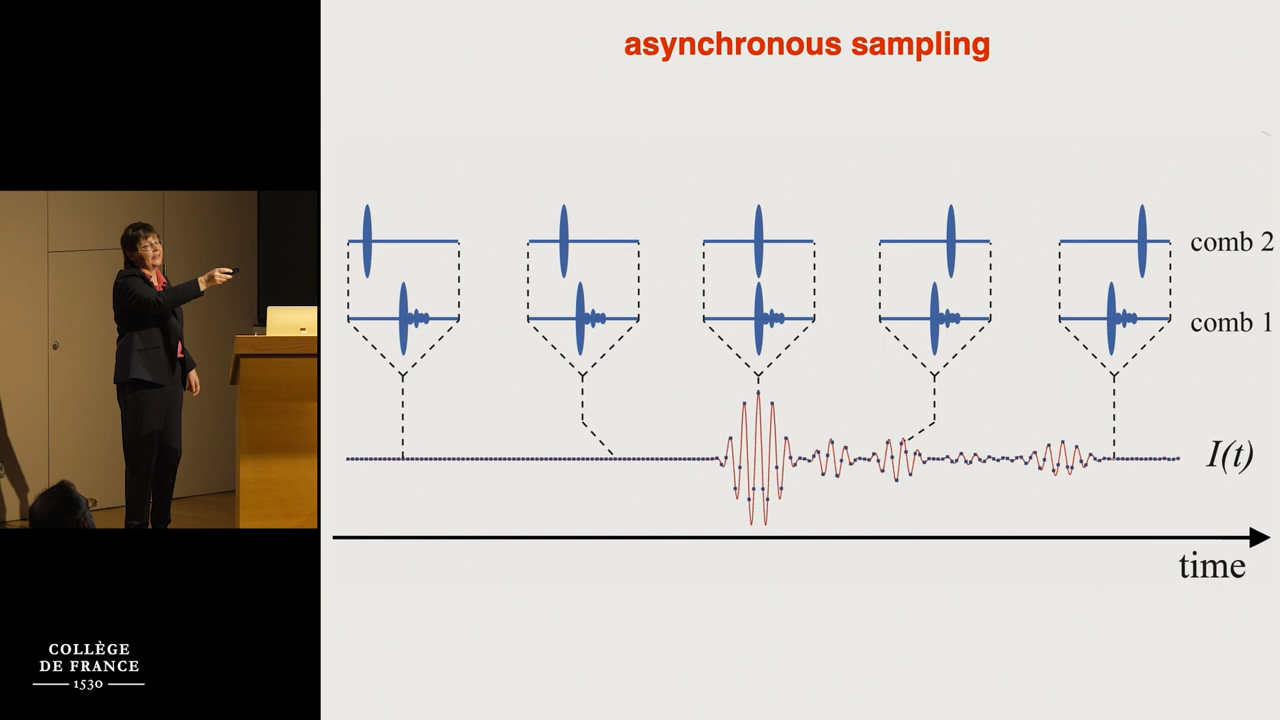 asynchronous sampling
comb 2
comb 1
I(t)
time
COLLÈGE
DE FRANCE
1530